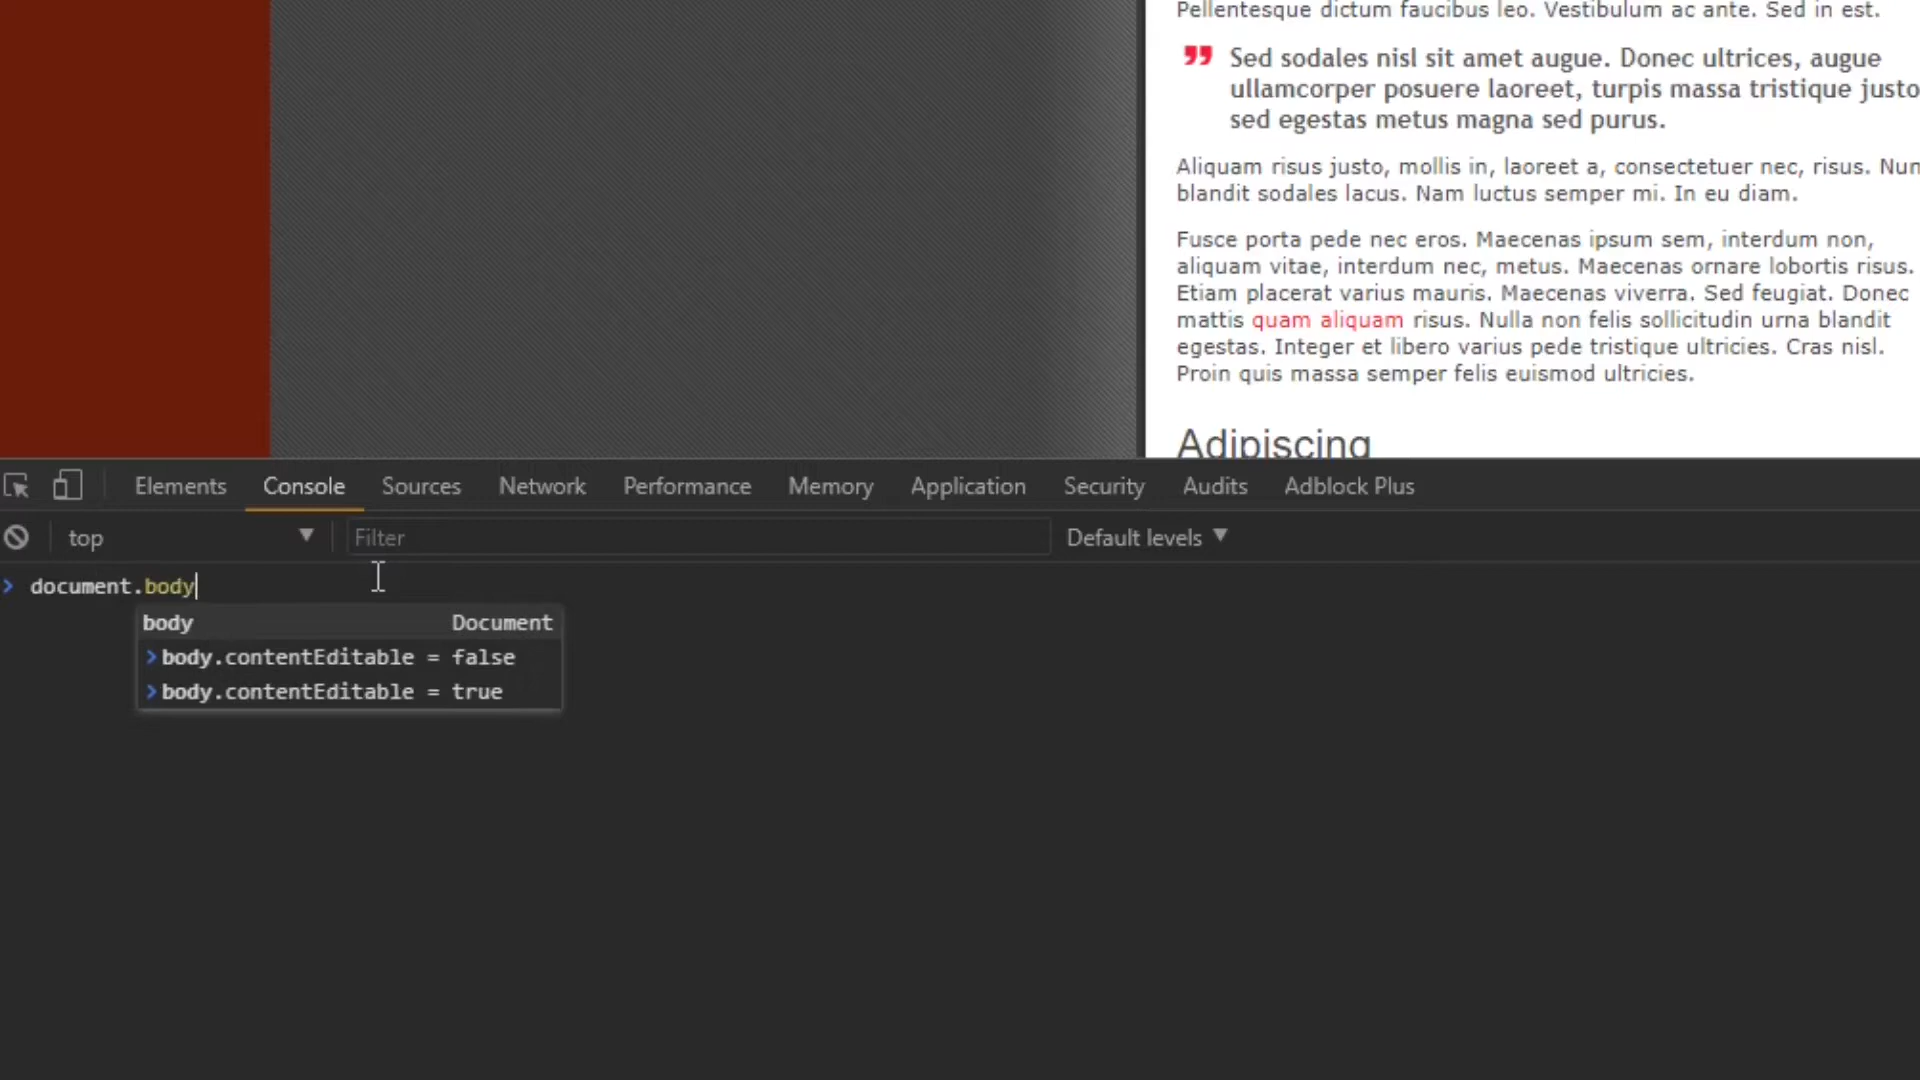 Pellentesque dictum faucibus leo. Vestibulum ac ante. Sed in est.
Sed sodales nisl sit amet augue. Donec ultrices, augue
ullamcorper posuere laoreet, turpis massa tristique justo
sed egestas metus magna sed purus.
Aliquam risus justo, mollis in, laoreet a, consectetuer nec, risus. Nun
blandit sodales lacus. Nam luctus semper mi. In eu diam.
Fusce porta pede nec eros. Maecenas ipsum sem, interdum non,
aliquam vitae, interdum nec, metus. Maecenas ornare lobortis risus.
Etiam placerat varius mauris. Maecenas viverra. Sed feugiat. Donec
mattis quam aliquam risus. Nulla non felis sollicitudin urna blandit
egestas. Integer et libero varius pede tristique ultricies. Cras nisl.
Proin quis massa semper felis euismod ultricies.
Adipiscing
Elements Console Sources Network Performance Memory Application Security Audits Adblock Plus
top ▼ Filter Default levels ▼
> document.body
body Document
>body.contentEditable = false
>body.contentEditable = true